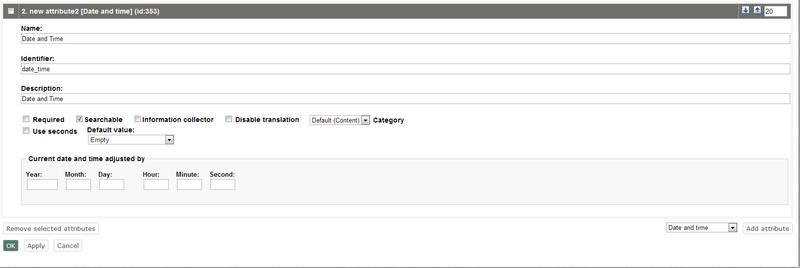 2. new attribute2 [Date and time] (id:353) 20
Name:
Date and Time
Identifier:
date_time
Description:
Date and Time
Required Searchable Information collector Disable translation Default (Content) Category
Use seconds Default value:
Empty
Current date and time adjusted by
Year: Month: Day: Hour: Minute: Second:
Remove selected attributes Date and time Add attribute
OK Apply Cancel